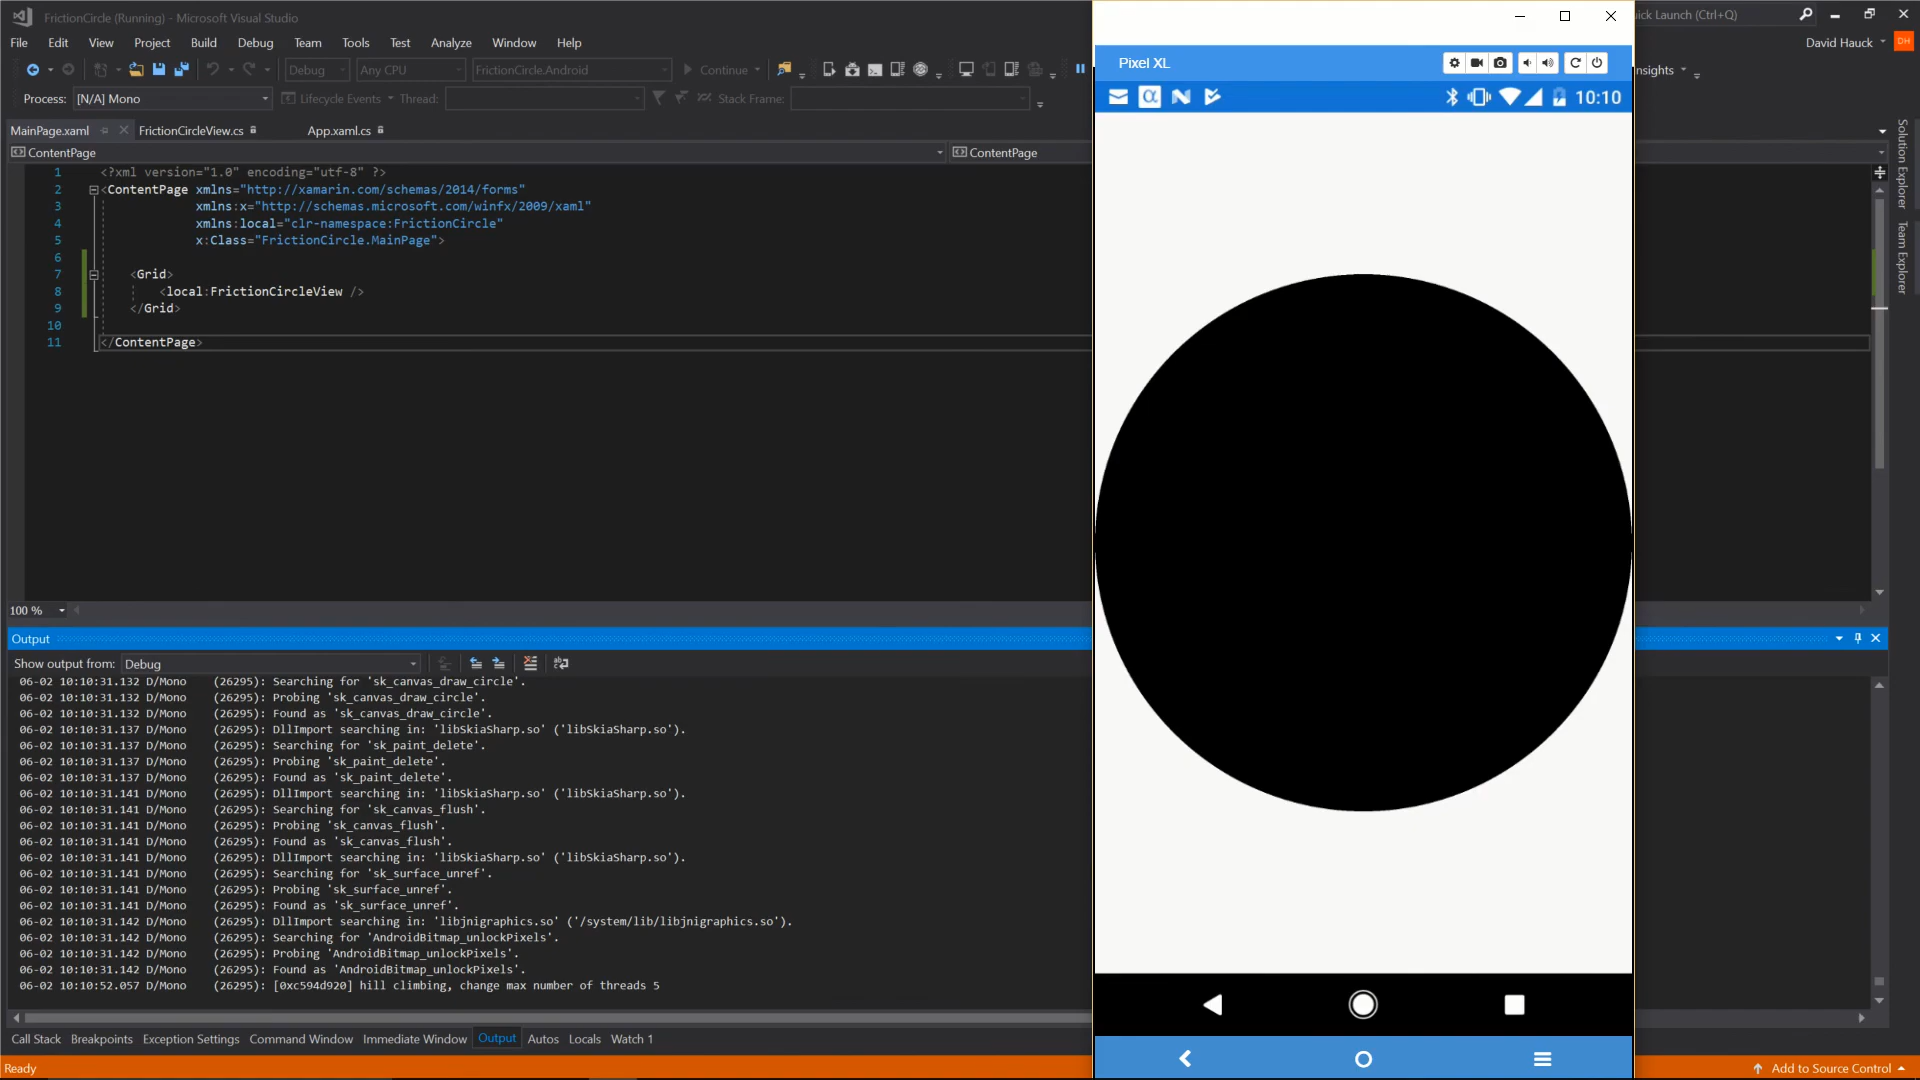 FrictionCircle (Running) - Microsoft Visual Studio
uick Launch (Ctrl+Q)
File Edit View Project Build Debug Team Tools Test Analyze Window Help
David Hauck DH
Debug Any CPU FrictionCircle.Android Continue
nsights
Process: [N/A] Mono Lifecycle Events Thread: Stack Frame:
MainPage.xaml FrictionCircleView.cs App.xaml.cs
ContentPage ContentPage
1 <?xml version="1.0" encoding="utf-8" ?>
2 <ContentPage xmlns="http://xamarin.com/schemas/2014/forms"
3 xmlns:x="http://schemas.microsoft.com/winfx/2009/xaml"
4 xmlns:local="clr-namespace:FrictionCircle"
5 x:Class="FrictionCircle.MainPage">
6
7 <Grid>
8 <local:FrictionCircleView />
9 </Grid>
10
11 </ContentPage>
100 %
Output
Show output from: Debug
06-02 10:10:31.132 D/Mono (26295): Searching for 'sk_canvas_draw_circle'.
06-02 10:10:31.132 D/Mono (26295): Probing 'sk_canvas_draw_circle'.
06-02 10:10:31.132 D/Mono (26295): Found as 'sk_canvas_draw_circle'.
06-02 10:10:31.137 D/Mono (26295): DllImport searching in: 'libSkiaSharp.so' ('libSkiaSharp.so').
06-02 10:10:31.137 D/Mono (26295): Searching for 'sk_paint_delete'.
06-02 10:10:31.137 D/Mono (26295): Probing 'sk_paint_delete'.
06-02 10:10:31.137 D/Mono (26295): Found as 'sk_paint_delete'.
06-02 10:10:31.141 D/Mono (26295): DllImport searching in: 'libSkiaSharp.so' ('libSkiaSharp.so').
06-02 10:10:31.141 D/Mono (26295): Searching for 'sk_canvas_flush'.
06-02 10:10:31.141 D/Mono (26295): Probing 'sk_canvas_flush'.
06-02 10:10:31.141 D/Mono (26295): Found as 'sk_canvas_flush'.
06-02 10:10:31.141 D/Mono (26295): DllImport searching in: 'libSkiaSharp.so' ('libSkiaSharp.so').
06-02 10:10:31.141 D/Mono (26295): Searching for 'sk_surface_unref'.
06-02 10:10:31.141 D/Mono (26295): Probing 'sk_surface_unref'.
06-02 10:10:31.141 D/Mono (26295): Found as 'sk_surface_unref'.
06-02 10:10:31.142 D/Mono (26295): DllImport searching in: 'libjnigraphics.so' ('/system/lib/libjnigraphics.so').
06-02 10:10:31.142 D/Mono (26295): Searching for 'AndroidBitmap_unlockPixels'.
06-02 10:10:31.142 D/Mono (26295): Probing 'AndroidBitmap_unlockPixels'.
06-02 10:10:31.142 D/Mono (26295): Found as 'AndroidBitmap_unlockPixels'.
06-02 10:10:52.057 D/Mono (26295): [0xc594d920] hill climbing, change max number of threads 5
Call Stack Breakpoints Exception Settings Command Window Immediate Window Output Autos Locals Watch 1
Ready
Add to Source Control
Pixel XL
10:10
Solution Explorer
Team Explorer